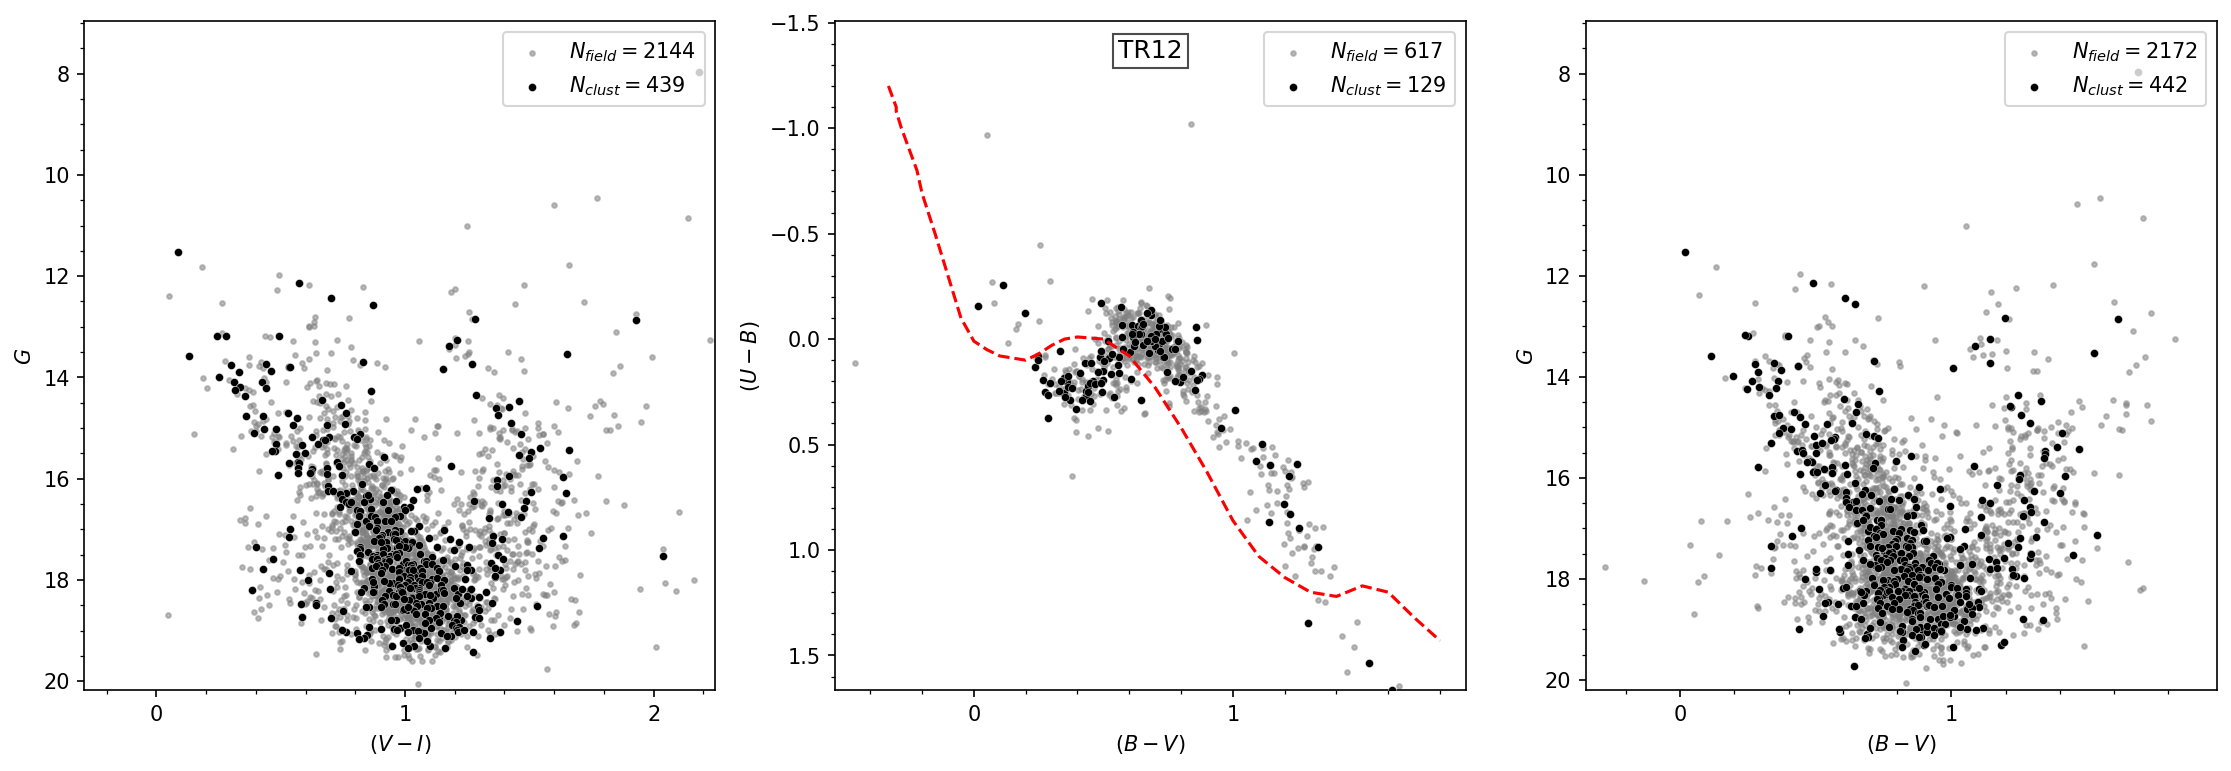 N_field = 2144
N_clust = 439
8
10
12
14
16
18
20
G
0
1
2
(V − I)
TR12
N_field = 617
N_clust = 129
−1.5
−1.0
−0.5
0.0
0.5
1.0
1.5
(U − B)
0
1
(B − V)
N_field = 2172
N_clust = 442
8
10
12
14
16
18
20
G
0
1
(B − V)